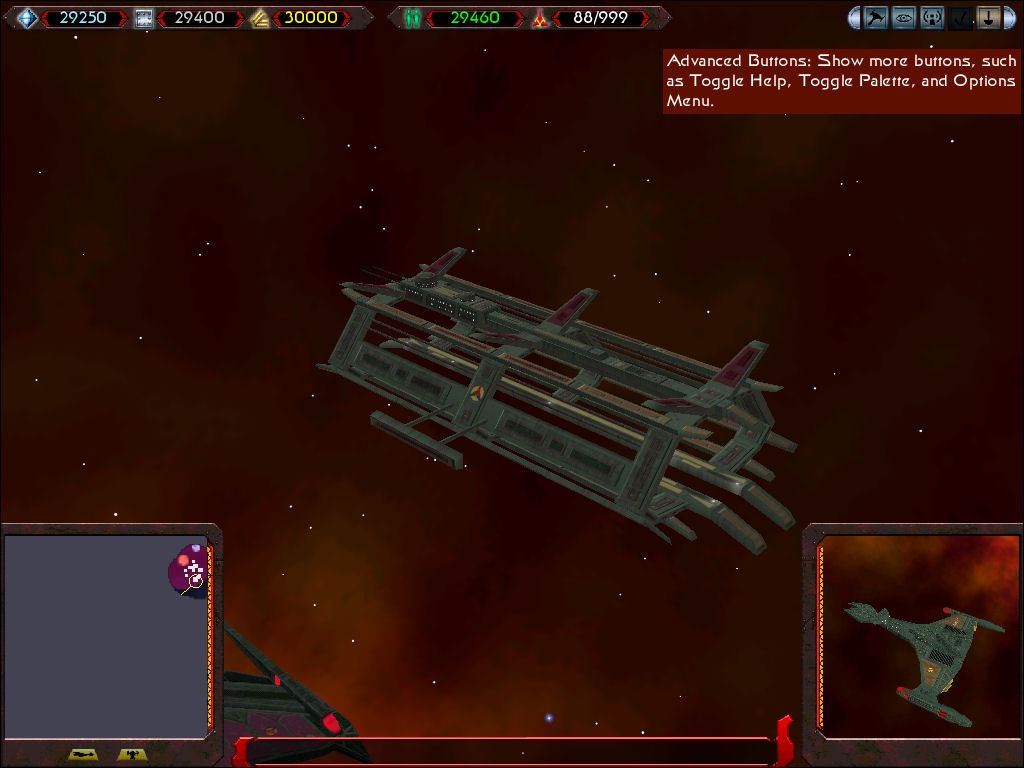 29250 29400 30000 29460 88/999
Advanced Buttons: Show more buttons, such
as Toggle Help, Toggle Palette, and Options
Menu.